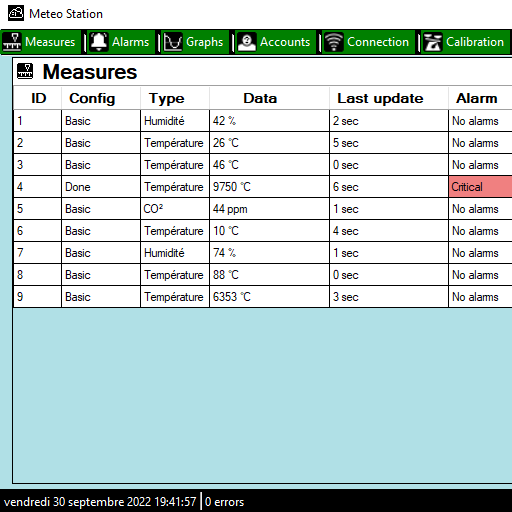 Meteo Station
Measures Alarms Graphs Accounts Connection Calibration
Measures
ID Config Type Data Last update Alarm
1 Basic Humidité 42 % 2 sec No alarms
2 Basic Température 26 °C 5 sec No alarms
3 Basic Température 46 °C 0 sec No alarms
4 Done Température 9750 °C 6 sec Critical
5 Basic CO² 44 ppm 1 sec No alarms
6 Basic Température 10 °C 4 sec No alarms
7 Basic Humidité 74 % 1 sec No alarms
8 Basic Température 88 °C 0 sec No alarms
9 Basic Température 6353 °C 3 sec No alarms
vendredi 30 septembre 2022 19:41:57 0 errors